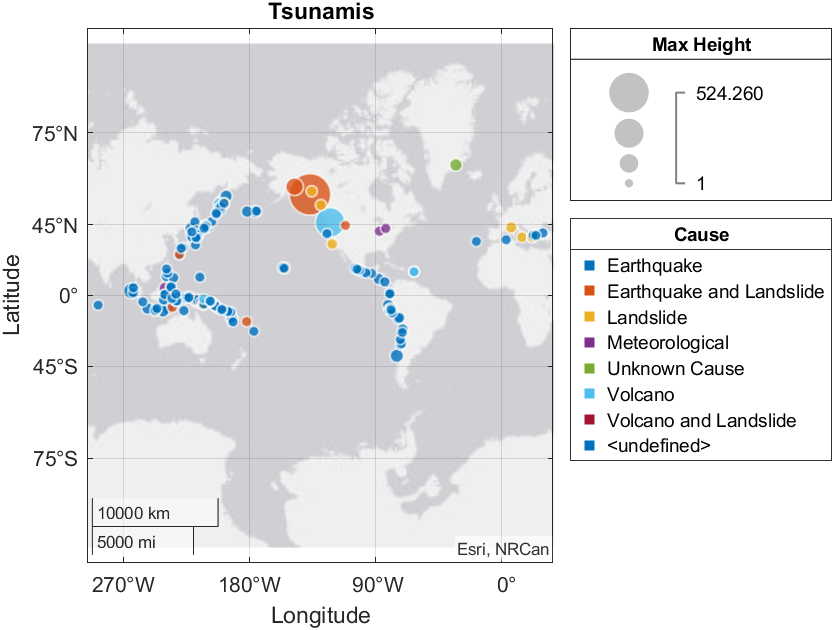 Tsunamis
Max Height
524.260
1
Cause
Earthquake
Earthquake and Landslide
Landslide
Meteorological
Unknown Cause
Volcano
Volcano and Landslide
<undefined>
75°N
45°N
0°
45°S
75°S
Latitude
10000 km
5000 mi
Esri, NRCan
270°W
180°W
90°W
0°
Longitude